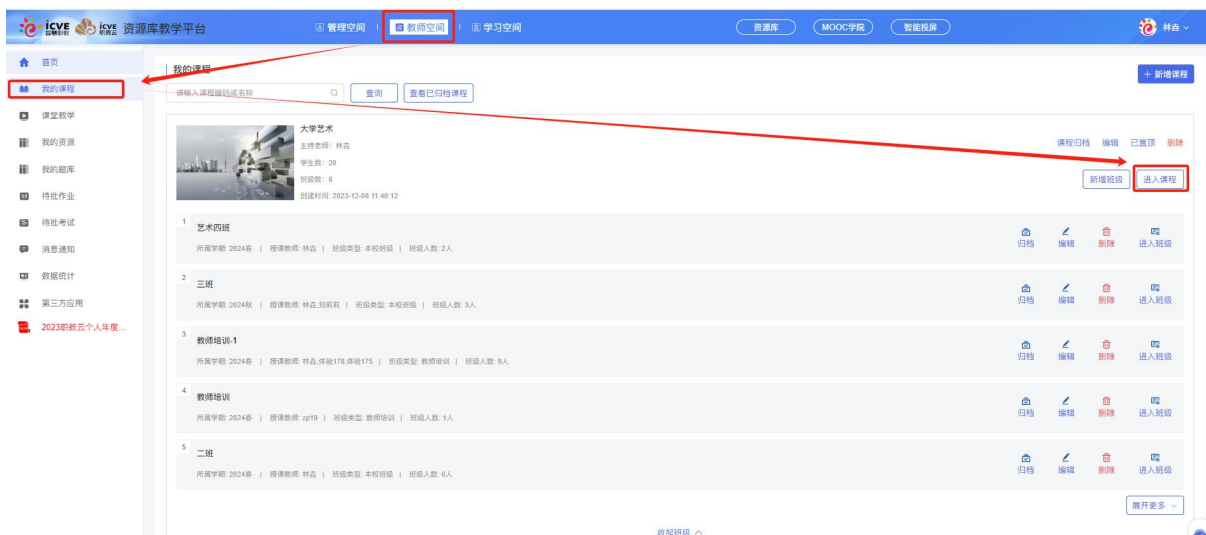 icve 智慧职教 icve 职教云 资源库教学平台 管理空间 教师空间 学习空间 资源库 MOOC学院 智能投屏 林垚
首页
我的课程
课堂教学
我的资源
我的题库
待批作业
待批考试
消息通知
数据统计
第三方应用
2023职教云个人年度...
我的课程
+ 新增课程
请输入课程编码或名称 查询 查看已归档课程
大学艺术
主持老师: 林垚
学生数: 20
班级数: 6
创建时间: 2023-12-08 11:40:12
课程归档 编辑 已置顶 删除
新增班级 进入课程
1 艺术四班
所属学期: 2024春 | 授课教师: 林垚 | 班级类型: 本校班级 | 班级人数: 2人
归档 编辑 删除 进入班级
2 三班
所属学期: 2024秋 | 授课教师: 林垚,刘莉莉 | 班级类型: 本校班级 | 班级人数: 3人
归档 编辑 删除 进入班级
3 教师培训-1
所属学期: 2024春 | 授课教师: 林垚,体验178,体验175 | 班级类型: 教师培训 | 班级人数: 9人
归档 编辑 删除 进入班级
4 教师培训
所属学期: 2024春 | 授课教师: zp19 | 班级类型: 教师培训 | 班级人数: 1人
归档 编辑 删除 进入班级
5 二班
所属学期: 2024春 | 授课教师: 林垚 | 班级类型: 本校班级 | 班级人数: 0人
归档 编辑 删除 进入班级
展开更多
收起班级